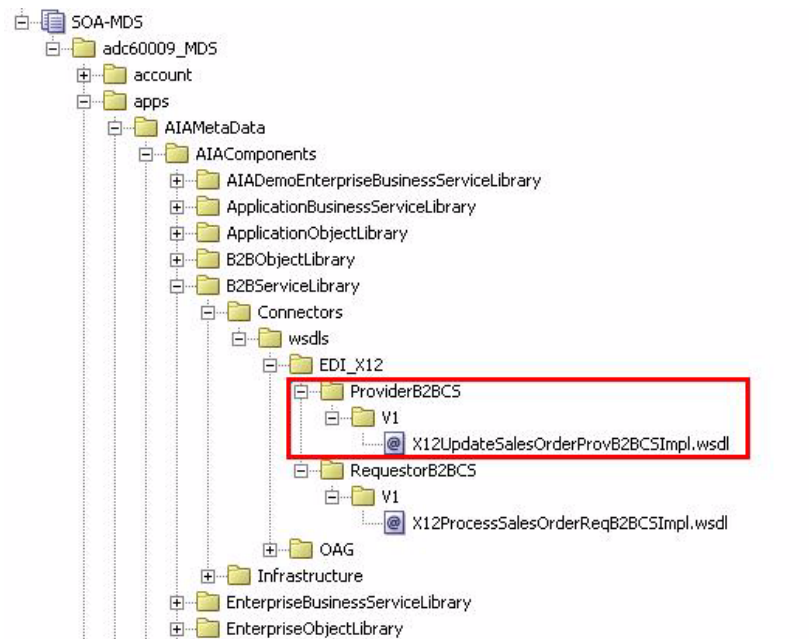 SOA-MDS
adc60009_MDS
account
apps
AIAMetaData
AIAComponents
AIADemoEnterpriseBusinessServiceLibrary
ApplicationBusinessServiceLibrary
ApplicationObjectLibrary
B2BObjectLibrary
B2BServiceLibrary
Connectors
wsdls
EDI_X12
ProviderB2BCS
V1
X12UpdateSalesOrderProvB2BCSImpl.wsdl
RequestorB2BCS
V1
X12ProcessSalesOrderReqB2BCSImpl.wsdl
OAG
Infrastructure
EnterpriseBusinessServiceLibrary
EnterpriseObjectLibrary